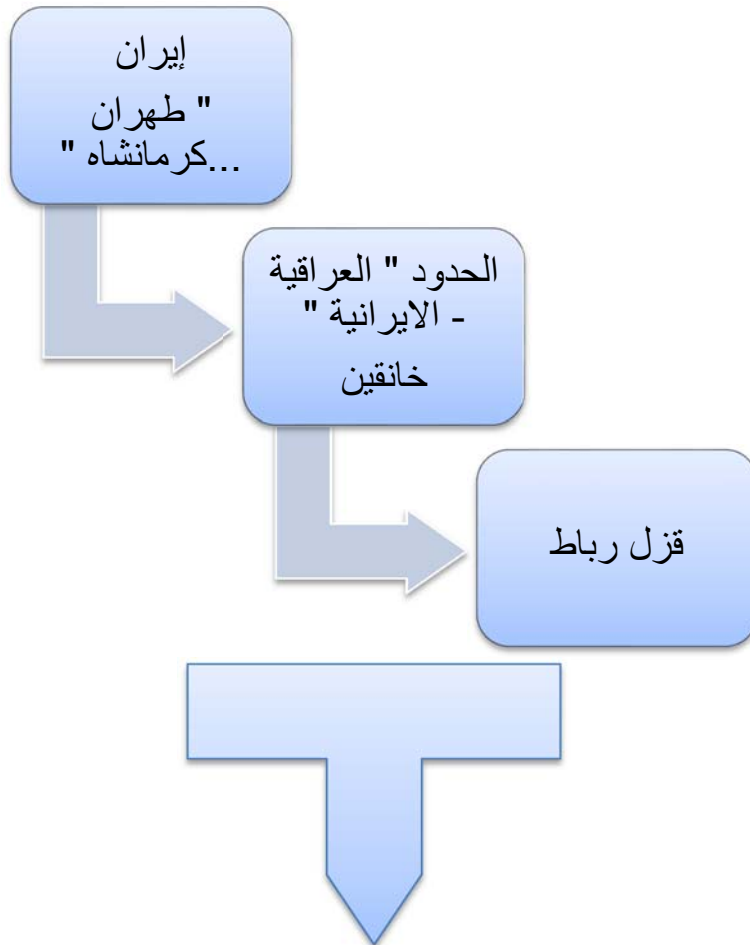 إيران
" طهران
...كرمانشاه "
الحدود " العراقية
- الايرانية "
خانقين
قزل رباط